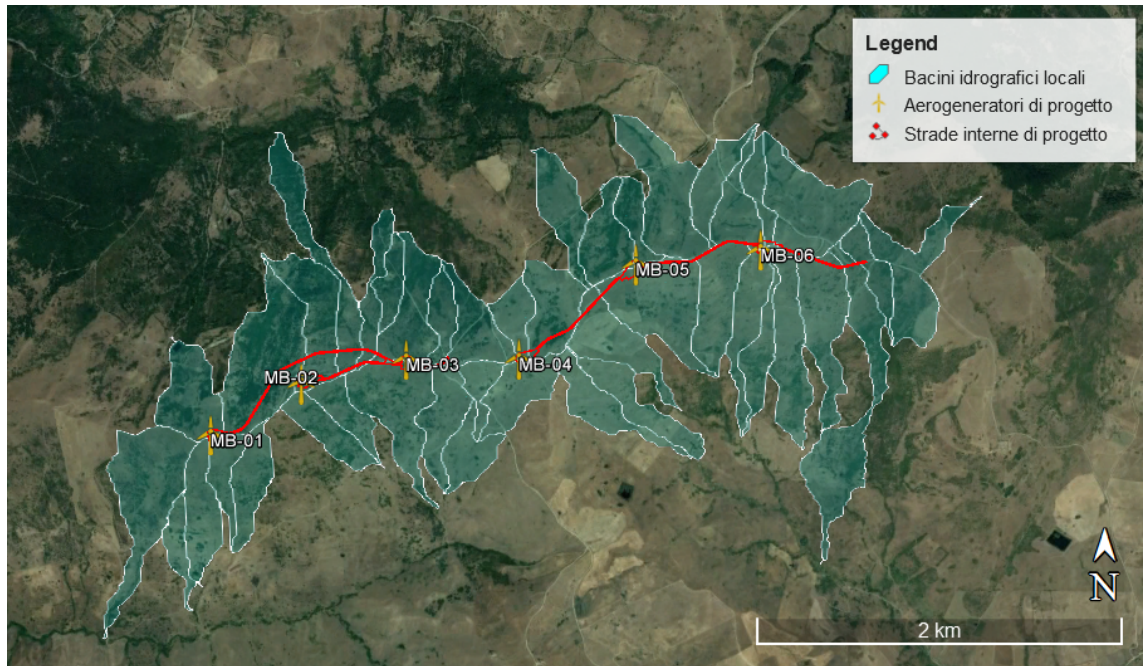 Legend
Bacini idrografici locali
Aerogeneratori di progetto
Strade interne di progetto
MB-05
MB-06
MB-03
MB-04
MB-02
MB-01
N
2 km